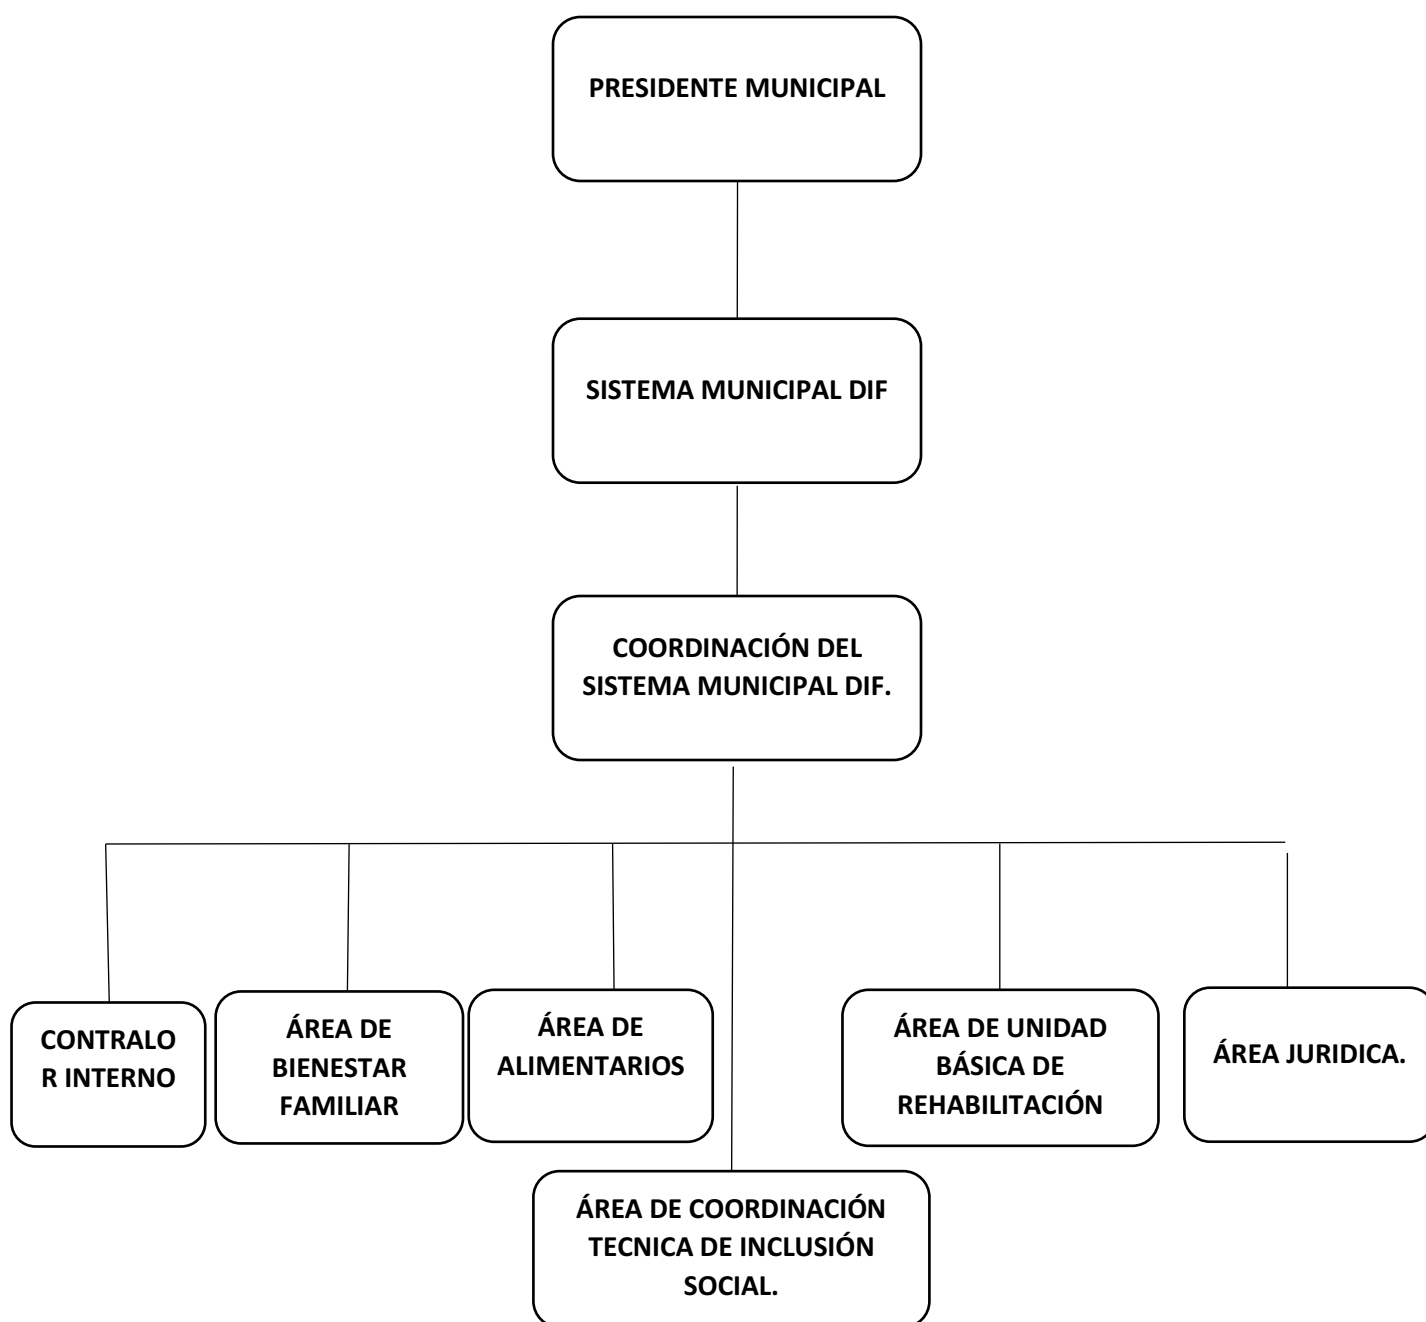 PRESIDENTE MUNICIPAL
SISTEMA MUNICIPAL DIF
COORDINACIÓN DEL
SISTEMA MUNICIPAL DIF.
CONTRALO
R INTERNO
ÁREA DE
BIENESTAR
FAMILIAR
ÁREA DE
ALIMENTARIOS
ÁREA DE UNIDAD
BÁSICA DE
REHABILITACIÓN
ÁREA JURIDICA.
ÁREA DE COORDINACIÓN
TECNICA DE INCLUSIÓN
SOCIAL.